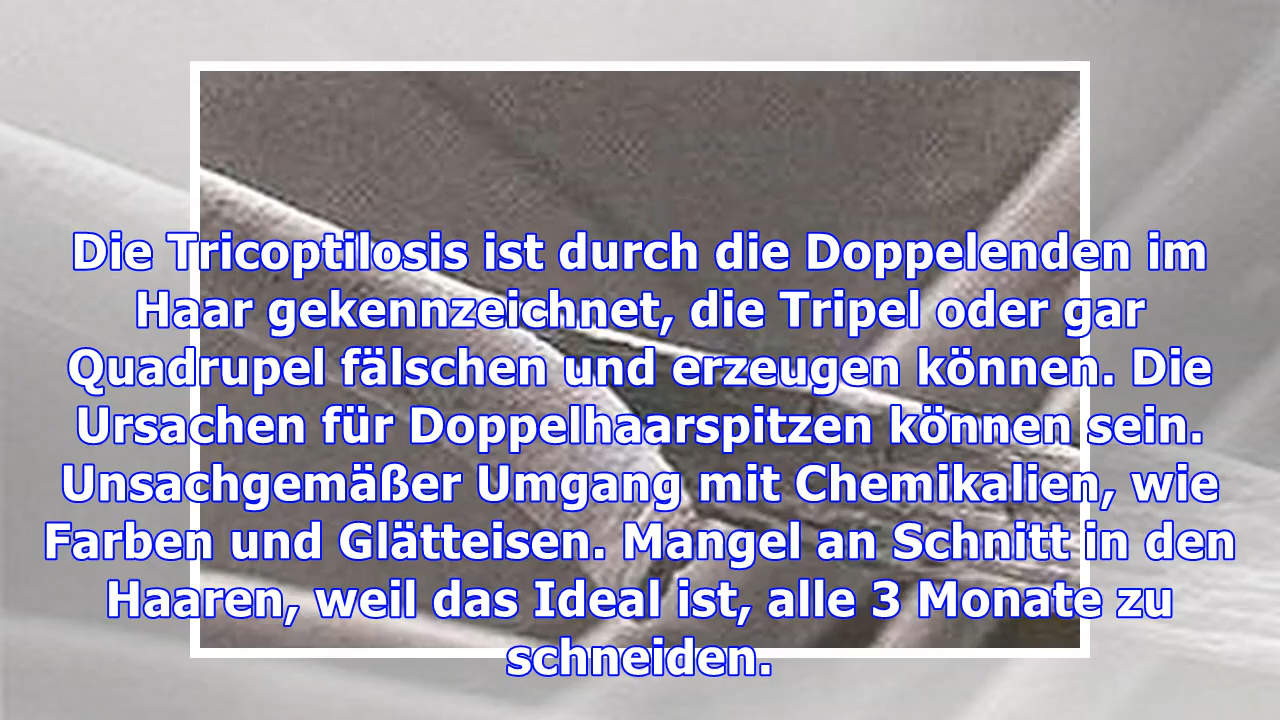 Die Tricoptilosis ist durch die Doppelenden im
Haar gekennzeichnet, die Tripel oder gar
Quadrupel fälschen und erzeugen können. Die
Ursachen für Doppelhaarspitzen können sein.
Unsachgemäßer Umgang mit Chemikalien, wie
Farben und Glätteisen. Mangel an Schnitt in den
Haaren, weil das Ideal ist, alle 3 Monate zu
schneiden.